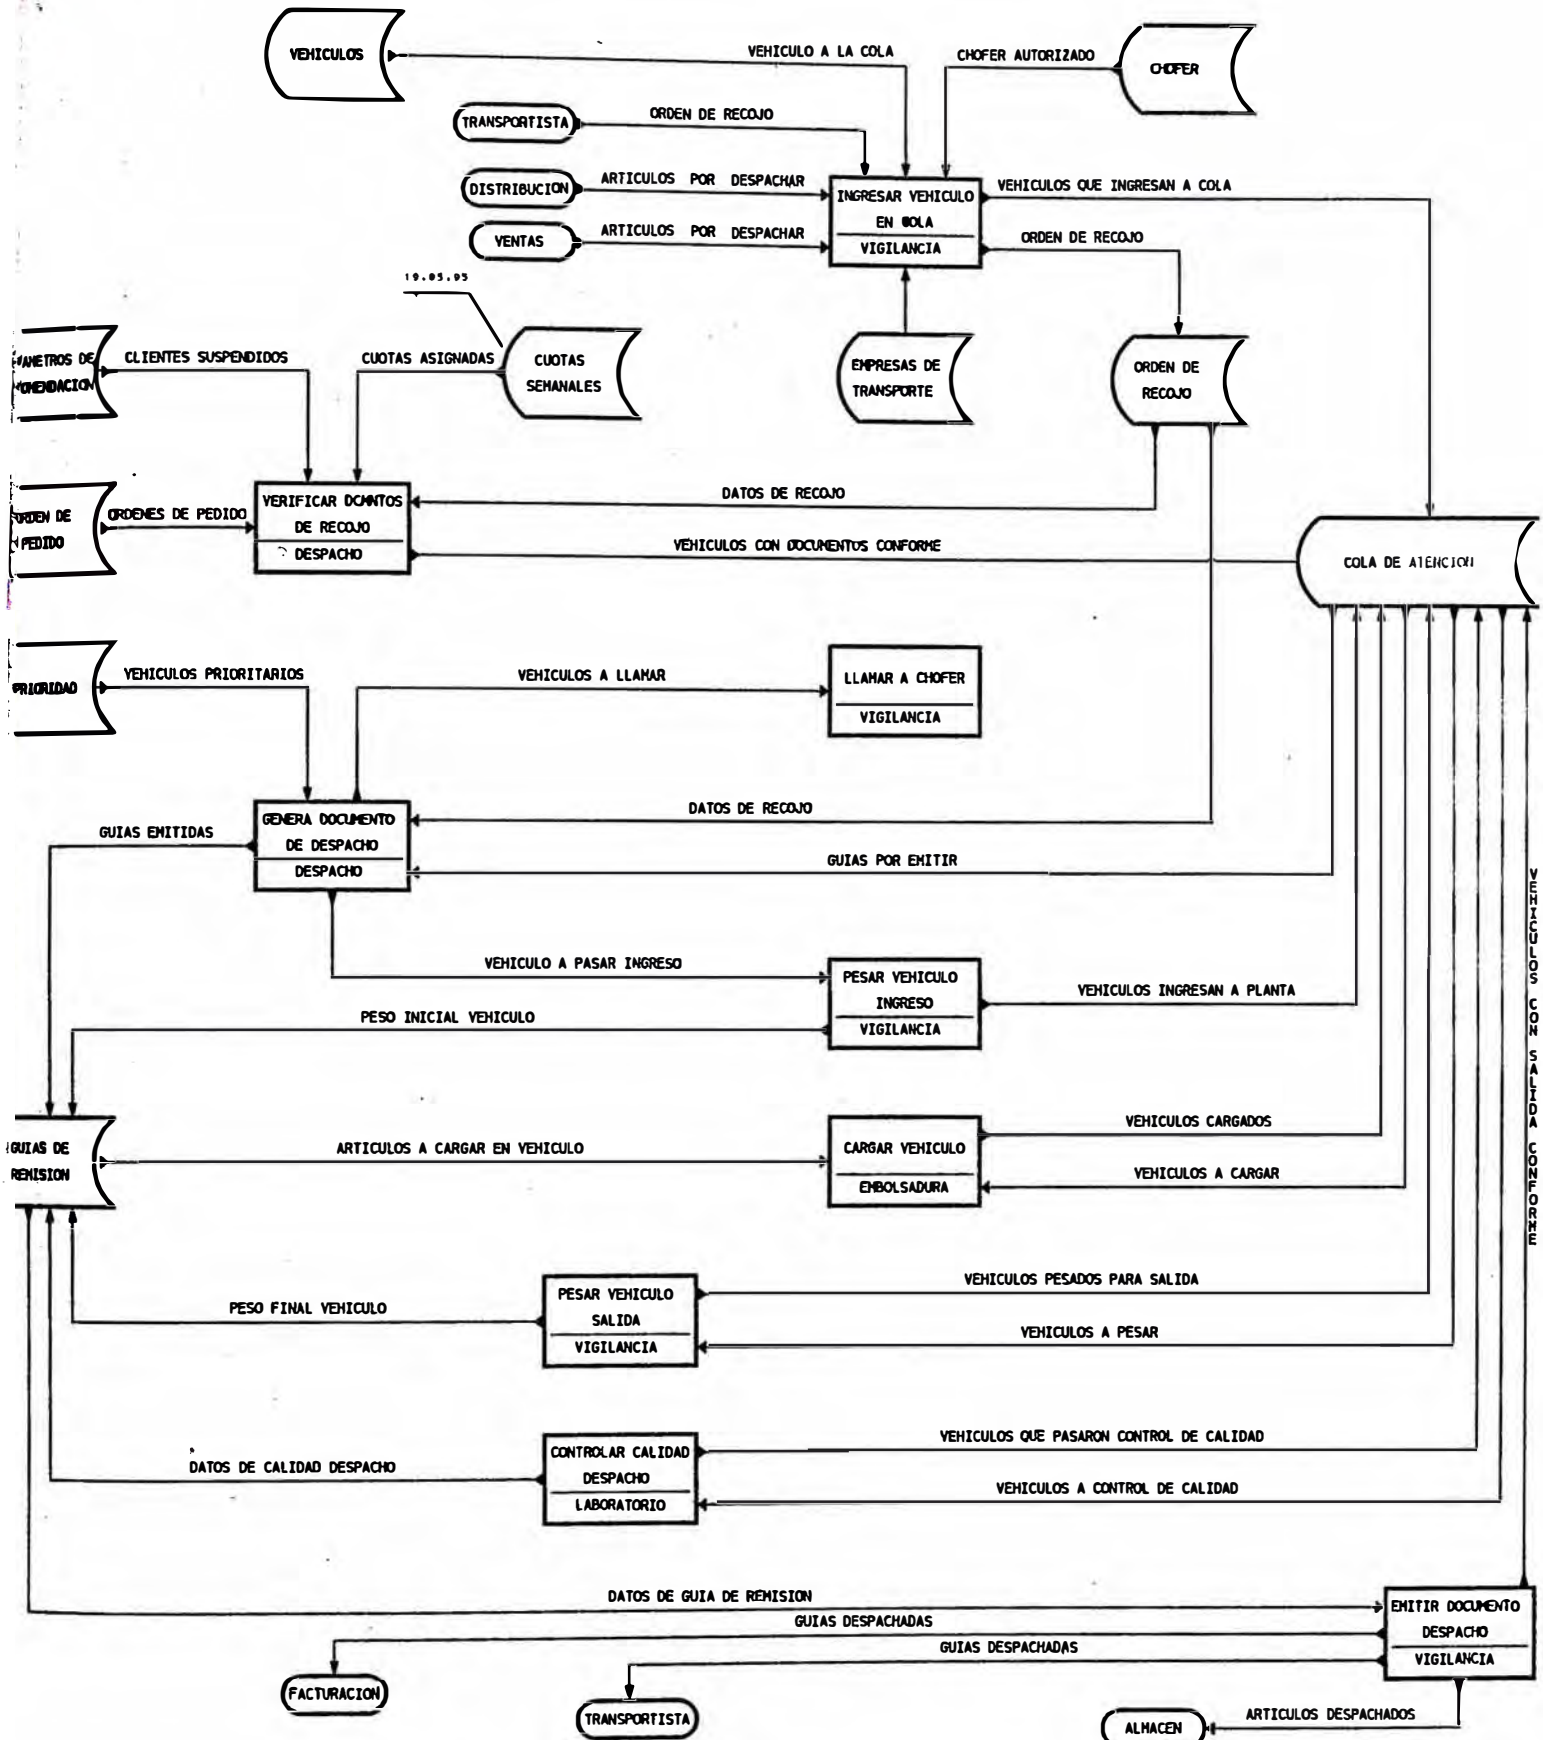 VEHICULOS
VEHICULO A LA COLA
CHOFER AUTORIZADO
CHOFER
TRANSPORTISTA
ORDEN DE RECOJO
DISTRIBUCION
ARTICULOS POR DESPACHAR
INGRESAR VEHICULO
EN COLA
VIGILANCIA
VEHICULOS QUE INGRESAN A COLA
VENTAS
ARTICULOS POR DESPACHAR
ORDEN DE RECOJO
19.05.95
CLIENTES SUSPENDIDOS
CUOTAS ASIGNADAS
CUOTAS
SEMANALES
EMPRESAS DE
TRANSPORTE
ORDEN DE
RECOJO
AMETROS DE
OMENDACION
ORDEN DE
PEDIDO
ORDENES DE PEDIDO
VERIFICAR DCMNTOS
DE RECOJO
DESPACHO
DATOS DE RECOJO
VEHICULOS CON DOCUMENTOS CONFORME
COLA DE ATENCION
PRIORIDAD
VEHICULOS PRIORITARIOS
VEHICULOS A LLAMAR
LLAMAR A CHOFER
VIGILANCIA
GUIAS EMITIDAS
GENERA DOCUMENTO
DE DESPACHO
DESPACHO
DATOS DE RECOJO
GUIAS POR EMITIR
VEHICULOS CON SALIDA CONFORME
VEHICULO A PASAR INGRESO
PESO INICIAL VEHICULO
PESAR VEHICULO
INGRESO
VIGILANCIA
VEHICULOS INGRESAN A PLANTA
GUIAS DE
REMISION
ARTICULOS A CARGAR EN VEHICULO
CARGAR VEHICULO
EMBOLSADURA
VEHICULOS CARGADOS
VEHICULOS A CARGAR
PESO FINAL VEHICULO
PESAR VEHICULO
SALIDA
VIGILANCIA
VEHICULOS PESADOS PARA SALIDA
VEHICULOS A PESAR
DATOS DE CALIDAD DESPACHO
CONTROLAR CALIDAD
DESPACHO
LABORATORIO
VEHICULOS QUE PASARON CONTROL DE CALIDAD
VEHICULOS A CONTROL DE CALIDAD
DATOS DE GUIA DE REMISION
GUIAS DESPACHADAS
GUIAS DESPACHADAS
EMITIR DOCUMENTO
DESPACHO
VIGILANCIA
FACTURACION
TRANSPORTISTA
ALMACEN
ARTICULOS DESPACHADOS